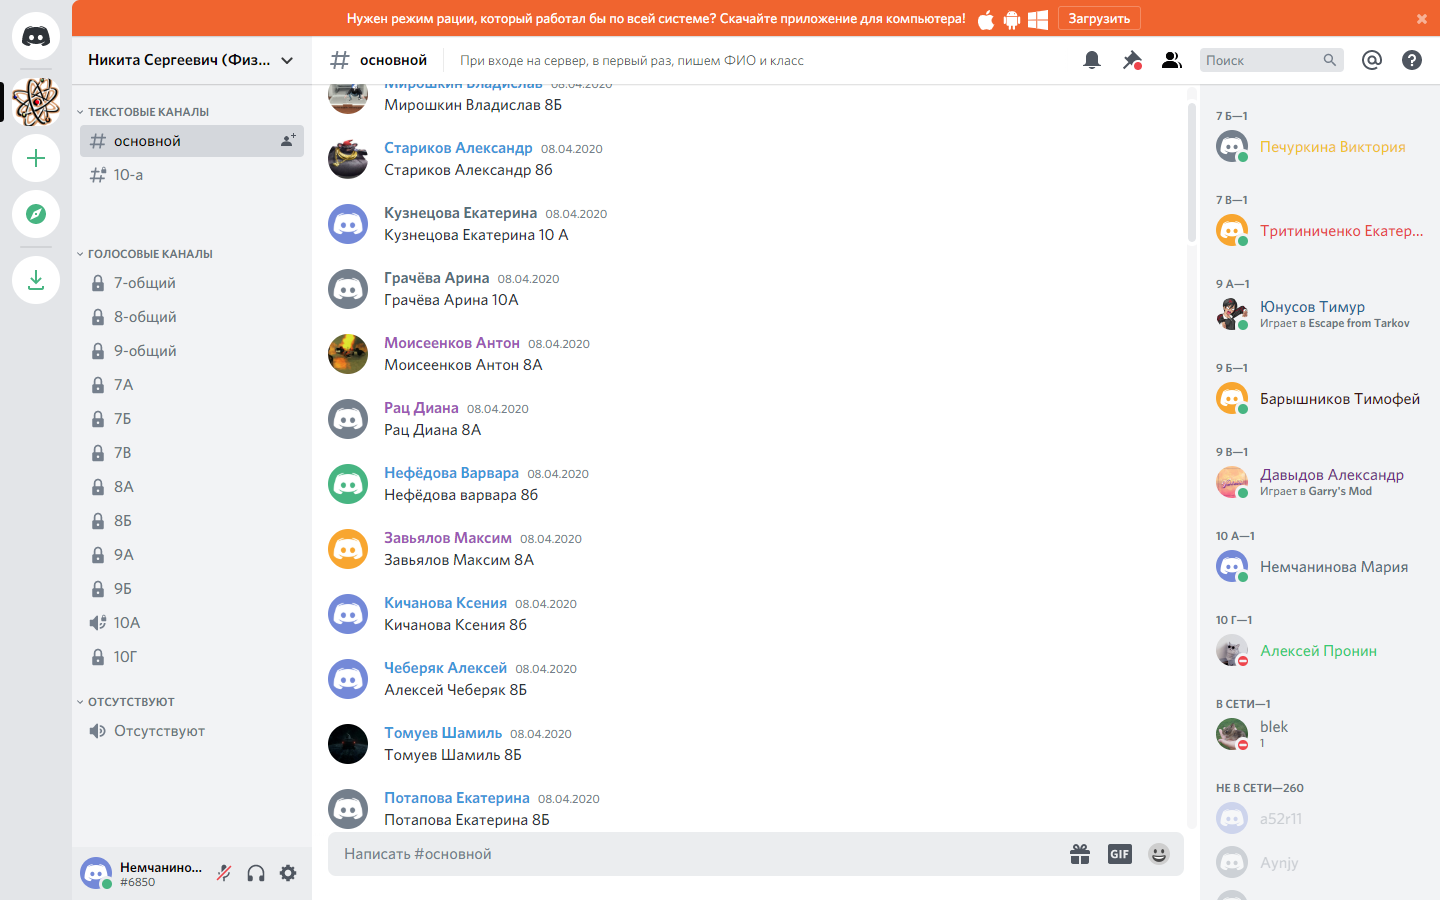 Нужен режим рации, который работал бы по всей системе? Скачайте приложение для компьютера!
Загрузить
Никита Сергеевич (Физ...
основной
При входе на сервер, в первый раз, пишем ФИО и класс
Поиск
ТЕКСТОВЫЕ КАНАЛЫ
основной
10-а
ГОЛОСОВЫЕ КАНАЛЫ
7-общий
8-общий
9-общий
7А
7Б
7В
8А
8Б
9А
9Б
10А
10Г
ОТСУТСТВУЮТ
Отсутствуют
Немчанино...
#6850
Мирошкин Владислав 08.04.2020
Мирошкин Владислав 8Б
Стариков Александр 08.04.2020
Стариков Александр 8б
Кузнецова Екатерина 08.04.2020
Кузнецова Екатерина 10 А
Грачёва Арина 08.04.2020
Грачёва Арина 10А
Моисеенков Антон 08.04.2020
Моисеенков Антон 8А
Рац Диана 08.04.2020
Рац Диана 8А
Нефёдова Варвара 08.04.2020
Нефёдова варвара 8б
Завьялов Максим 08.04.2020
Завьялов Максим 8А
Кичанова Ксения 08.04.2020
Кичанова Ксения 8б
Чеберяк Алексей 08.04.2020
Алексей Чеберяк 8Б
Томуев Шамиль 08.04.2020
Томуев Шамиль 8Б
Потапова Екатерина 08.04.2020
Потапова Екатерина 8Б
Написать #основной
GIF
7 Б—1
Печуркина Виктория
7 В—1
Тритиниченко Екатер...
9 А—1
Юнусов Тимур
Играет в Escape from Tarkov
9 Б—1
Барышников Тимофей
9 В—1
Давыдов Александр
Играет в Garry's Mod
10 А—1
Немчанинова Мария
10 Г—1
Алексей Пронин
В СЕТИ—1
blek
1
НЕ В СЕТИ—260
a52r11
Aynjy